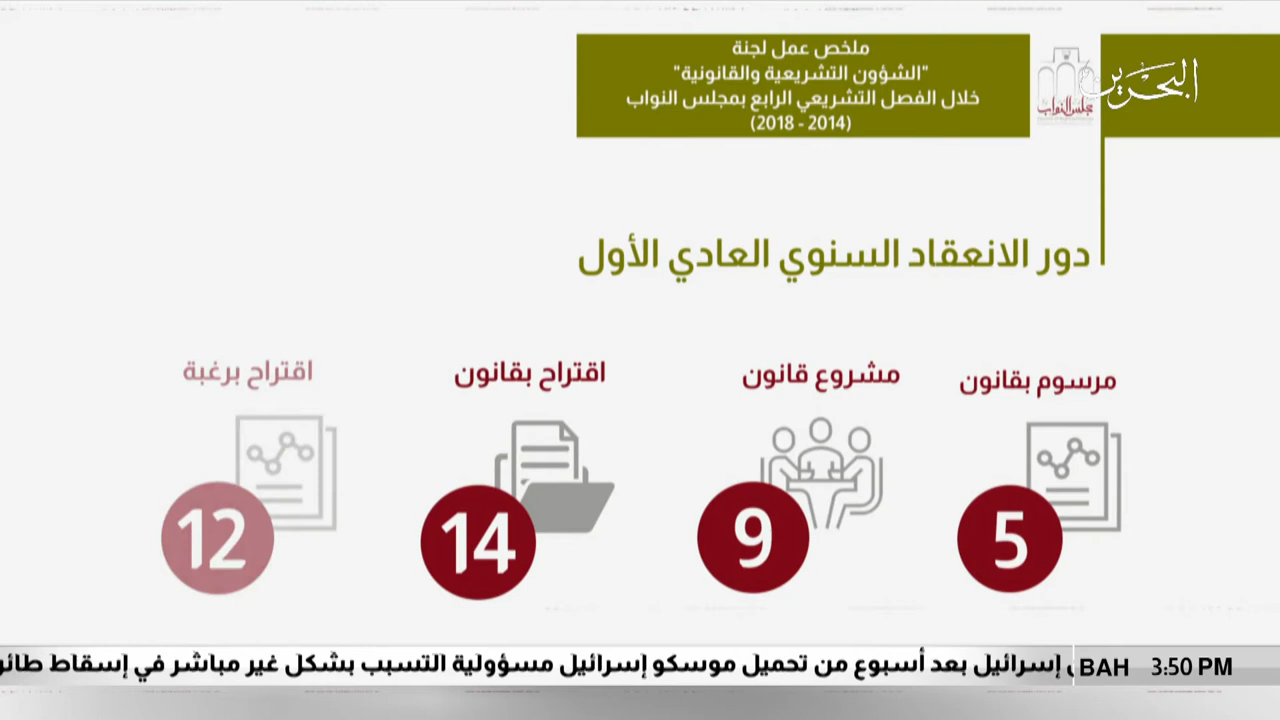 ملخص عمل لجنة
"الشؤون التشريعية والقانونية"
خلال الفصل التشريعي الرابع بمجلس النواب
(2014 - 2018)
مجلس النواب
البحرين
دور الانعقاد السنوي العادي الأول
مرسوم بقانون
5
مشروع قانون
9
اقتراح بقانون
14
اقتراح برغبة
12
إسرائيل بعد أسبوع من تحميل موسكو إسرائيل مسؤولية التسبب بشكل غير مباشر في إسقاط
BAH 3:50 PM